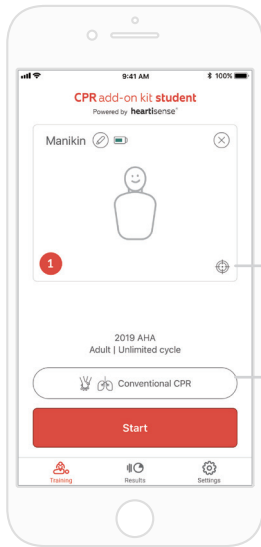 9:41 AM
100%
CPR add-on kit student
Powered by heartisense®
Manikin
1
2019 AHA
Adult | Unlimited cycle
Conventional CPR
Start
Training
Results
Settings